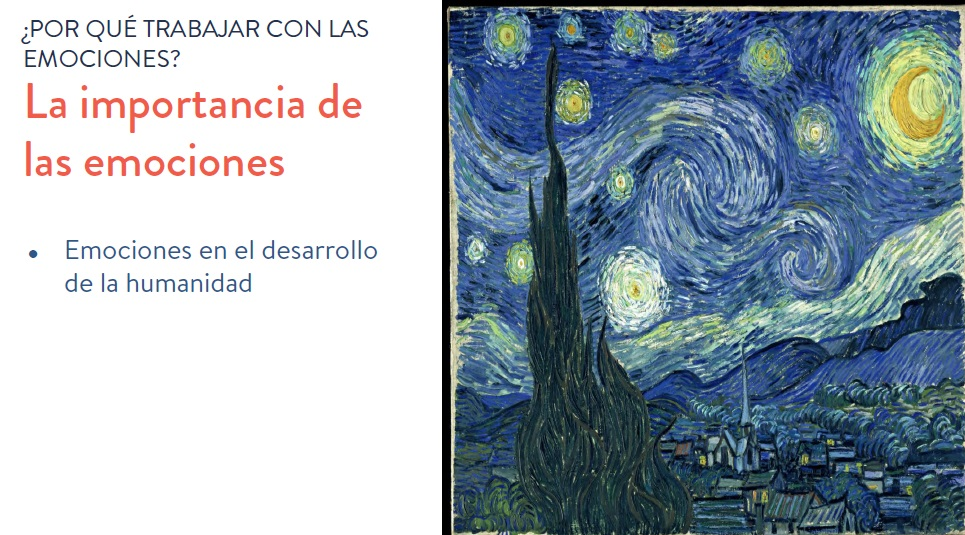 ¿POR QUÉ TRABAJAR CON LAS
EMOCIONES?
La importancia de
las emociones
• Emociones en el desarrollo
de la humanidad